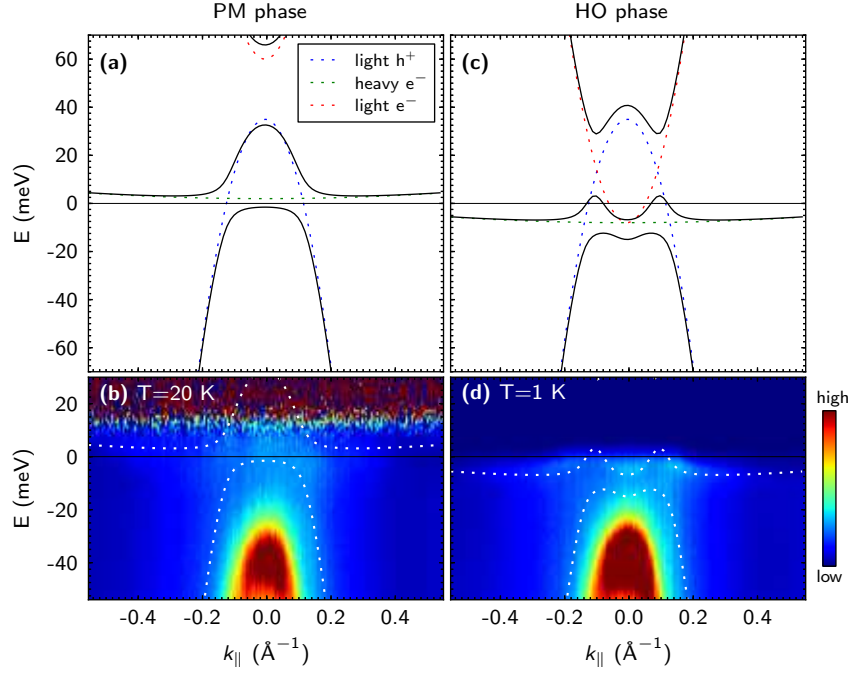 PM phase
HO phase
(a)
light h⁺
heavy e⁻
light e⁻
60
40
20
0
-20
-40
-60
E (meV)
(c)
(b) T=20 K
20
0
-20
-40
E (meV)
(d) T=1 K
high
low
-0.4 -0.2 0.0 0.2 0.4
-0.4 -0.2 0.0 0.2 0.4
k|| (Å⁻¹)
k|| (Å⁻¹)